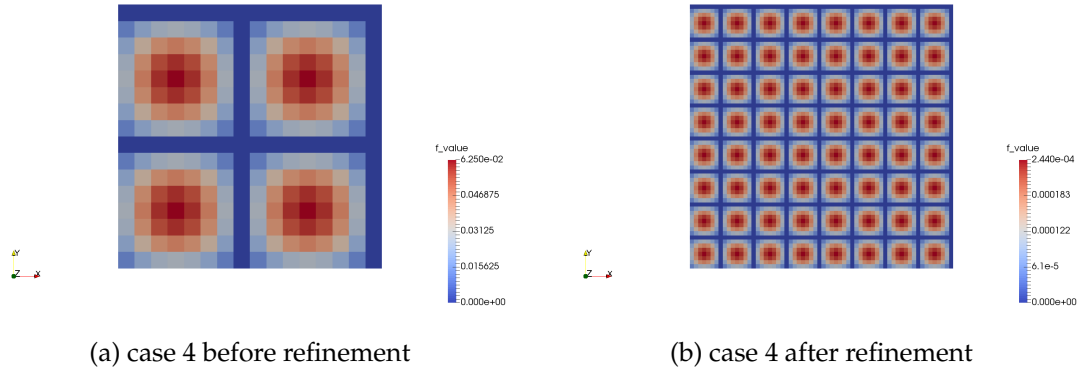 f_value
6.250e-02
0.046875
0.03125
0.015625
0.000e+00
Y
Z X
f_value
2.440e-04
0.000183
0.000122
6.1e-5
0.000e+00
Y
Z X
(a) case 4 before refinement
(b) case 4 after refinement